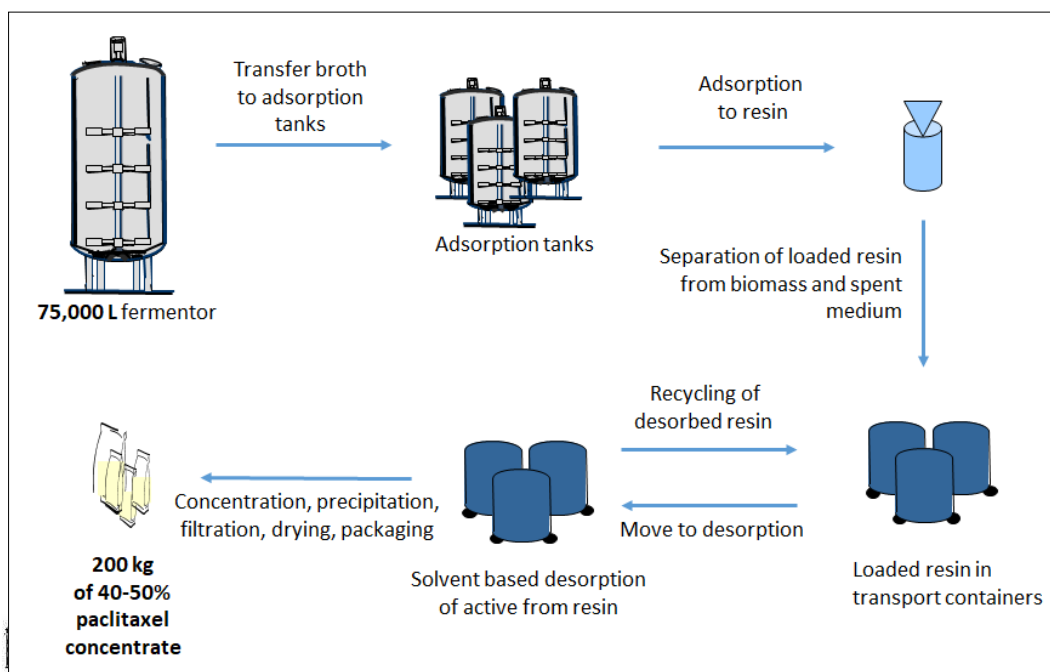 Transfer broth
to adsorption
tanks
Adsorption
to resin
Adsorption tanks
75,000 L fermentor
Separation of loaded resin
from biomass and spent
medium
Recycling of
desorbed resin
Concentration, precipitation,
filtration, drying, packaging
Move to desorption
200 kg
of 40-50%
paclitaxel
concentrate
Solvent based desorption
of active from resin
Loaded resin in
transport containers